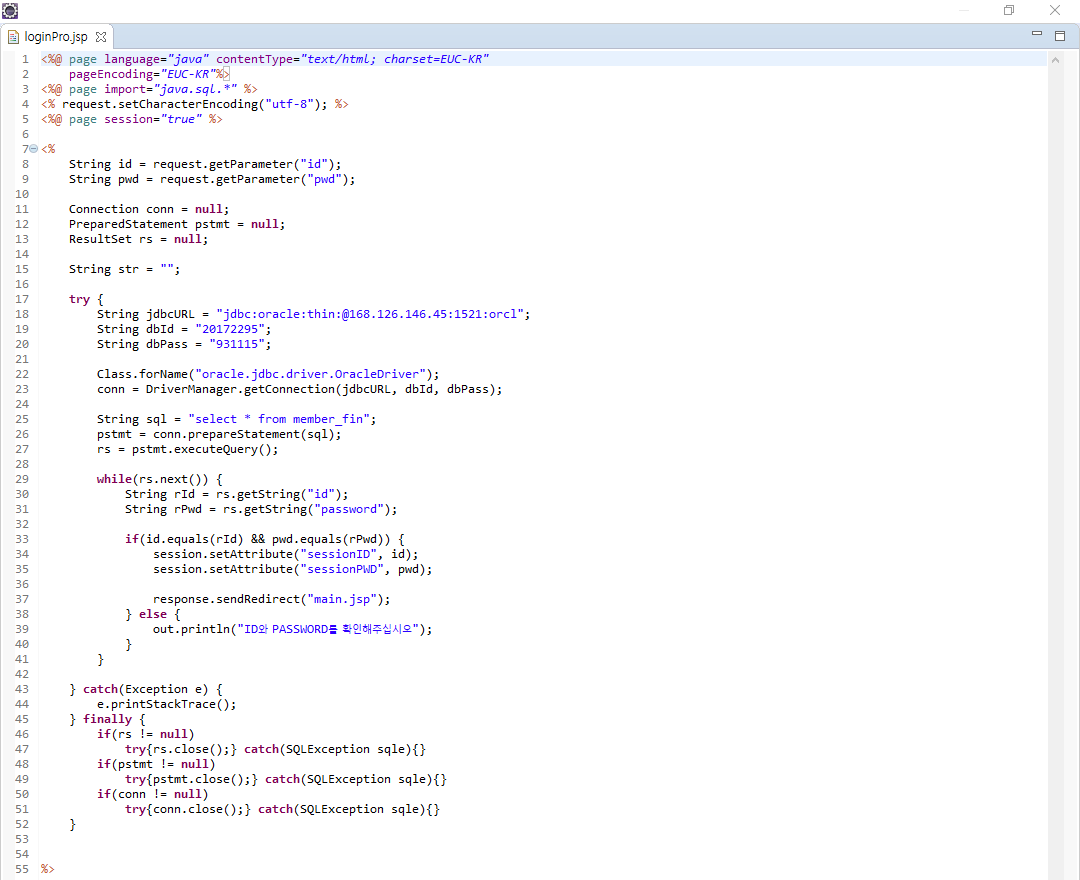 loginPro.jsp
1 <%@ page language="java" contentType="text/html; charset=EUC-KR"
2     pageEncoding="EUC-KR"%>
3 <%@ page import="java.sql.*" %>
4 <% request.setCharacterEncoding("utf-8"); %>
5 <%@ page session="true" %>
6
7 <%
8     String id = request.getParameter("id");
9     String pwd = request.getParameter("pwd");
10
11     Connection conn = null;
12     PreparedStatement pstmt = null;
13     ResultSet rs = null;
14
15     String str = "";
16
17     try {
18         String jdbcURL = "jdbc:oracle:thin:@168.126.146.45:1521:orcl";
19         String dbId = "20172295";
20         String dbPass = "931115";
21
22         Class.forName("oracle.jdbc.driver.OracleDriver");
23         conn = DriverManager.getConnection(jdbcURL, dbId, dbPass);
24
25         String sql = "select * from member_fin";
26         pstmt = conn.prepareStatement(sql);
27         rs = pstmt.executeQuery();
28
29         while(rs.next()) {
30             String rId = rs.getString("id");
31             String rPwd = rs.getString("password");
32
33             if(id.equals(rId) && pwd.equals(rPwd)) {
34                 session.setAttribute("sessionID", id);
35                 session.setAttribute("sessionPWD", pwd);
36
37                 response.sendRedirect("main.jsp");
38             } else {
39                 out.println("ID와 PASSWORD를 확인해주십시오");
40             }
41         }
42
43     } catch(Exception e) {
44         e.printStackTrace();
45     } finally {
46         if(rs != null)
47             try{rs.close();} catch(SQLException sqle){}
48         if(pstmt != null)
49             try{pstmt.close();} catch(SQLException sqle){}
50         if(conn != null)
51             try{conn.close();} catch(SQLException sqle){}
52     }
53
54
55 %>